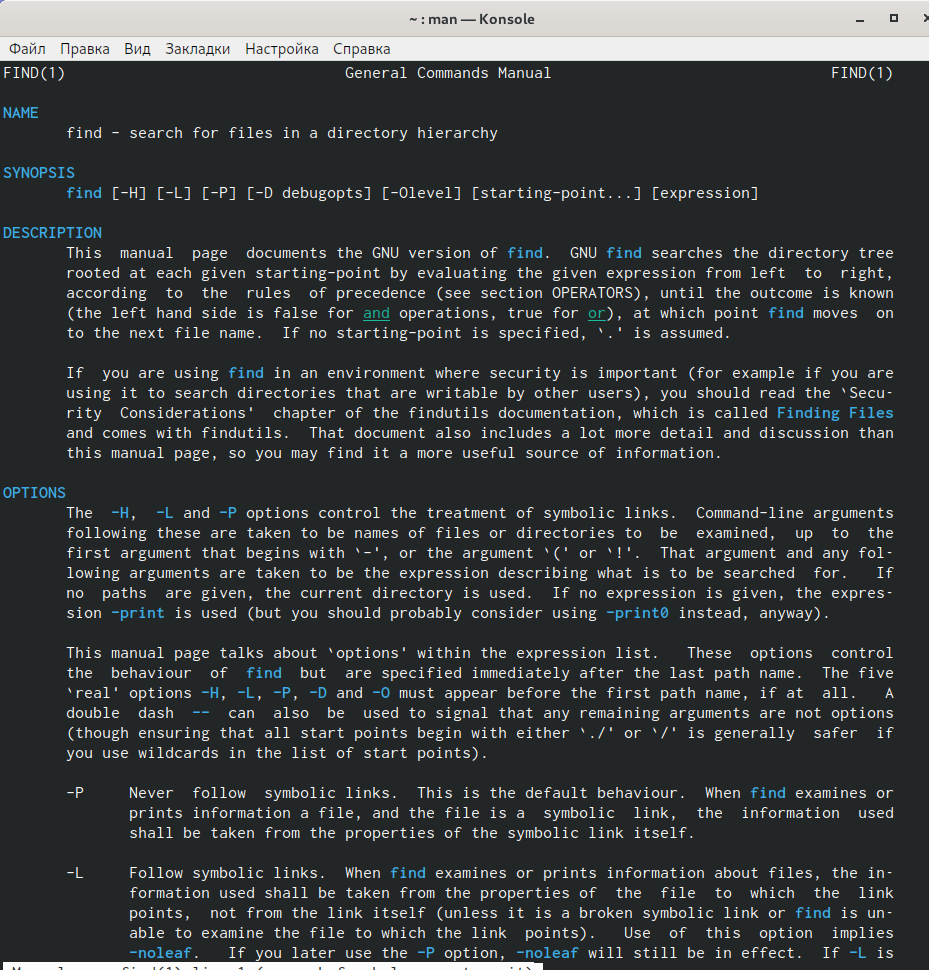 ~ : man — Konsole
Файл Правка Вид Закладки Настройка Справка
FIND(1) General Commands Manual FIND(1)
NAME
find - search for files in a directory hierarchy
SYNOPSIS
find [-H] [-L] [-P] [-D debugopts] [-Olevel] [starting-point...] [expression]
DESCRIPTION
This manual page documents the GNU version of find. GNU find searches the directory tree
rooted at each given starting-point by evaluating the given expression from left to right,
according to the rules of precedence (see section OPERATORS), until the outcome is known
(the left hand side is false for and operations, true for or), at which point find moves on
to the next file name. If no starting-point is specified, `.' is assumed.
If you are using find in an environment where security is important (for example if you are
using it to search directories that are writable by other users), you should read the `Secu-
rity Considerations' chapter of the findutils documentation, which is called Finding Files
and comes with findutils. That document also includes a lot more detail and discussion than
this manual page, so you may find it a more useful source of information.
OPTIONS
The -H, -L and -P options control the treatment of symbolic links. Command-line arguments
following these are taken to be names of files or directories to be examined, up to the
first argument that begins with `-', or the argument `(' or `!'. That argument and any fol-
lowing arguments are taken to be the expression describing what is to be searched for. If
no paths are given, the current directory is used. If no expression is given, the expres-
sion -print is used (but you should probably consider using -print0 instead, anyway).
This manual page talks about `options' within the expression list. These options control
the behaviour of find but are specified immediately after the last path name. The five
`real' options -H, -L, -P, -D and -O must appear before the first path name, if at all. A
double dash -- can also be used to signal that any remaining arguments are not options
(though ensuring that all start points begin with either `./' or `/' is generally safer if
you use wildcards in the list of start points).
-P Never follow symbolic links. This is the default behaviour. When find examines or
prints information a file, and the file is a symbolic link, the information used
shall be taken from the properties of the symbolic link itself.
-L Follow symbolic links. When find examines or prints information about files, the in-
formation used shall be taken from the properties of the file to which the link
points, not from the link itself (unless it is a broken symbolic link or find is un-
able to examine the file to which the link points). Use of this option implies
-noleaf. If you later use the -P option, -noleaf will still be in effect. If -L is